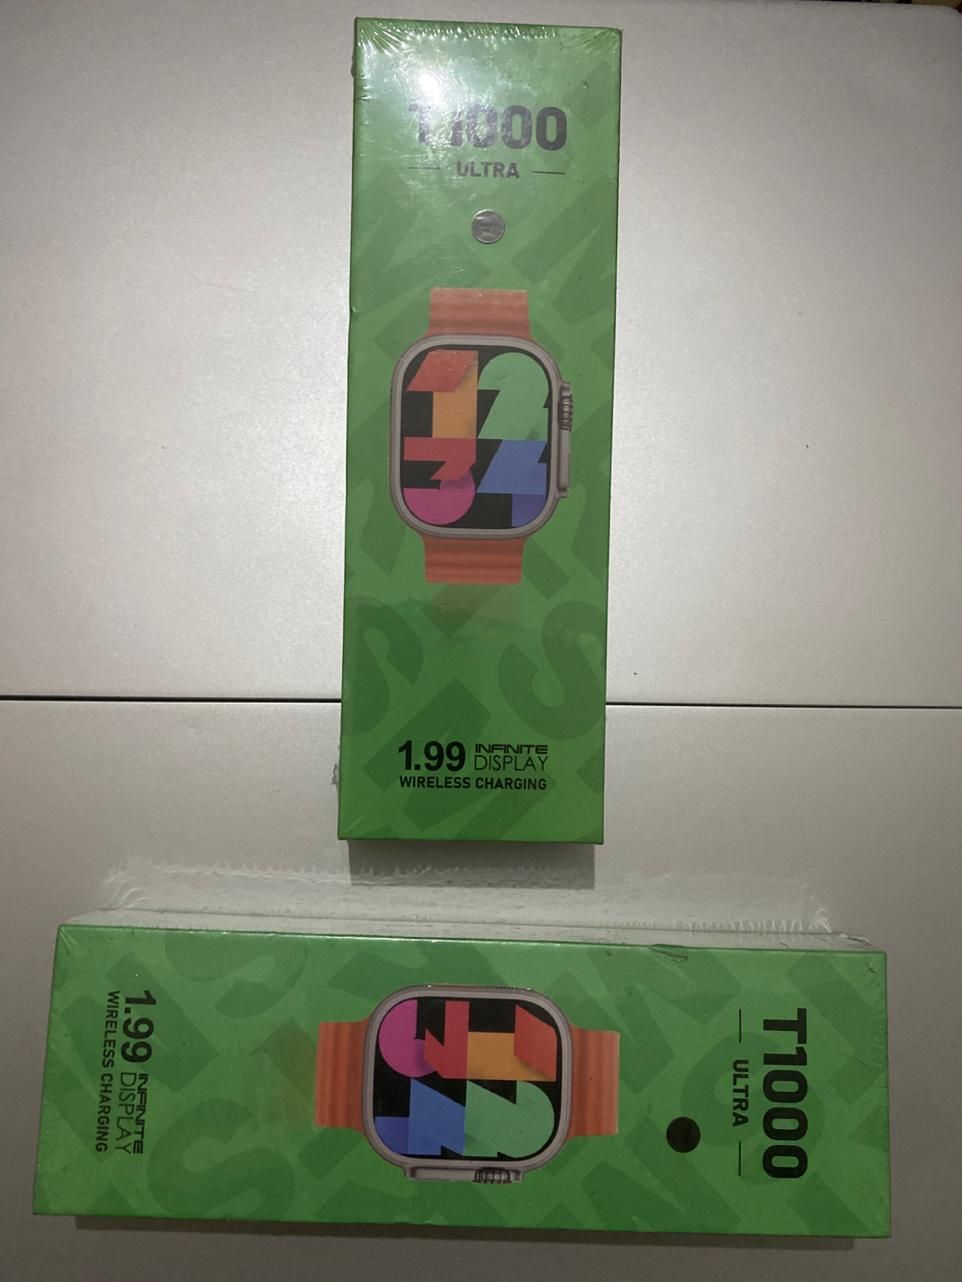 T1000
ULTRA
1.99 INFINITE DISPLAY
WIRELESS CHARGING
T1000
ULTRA
1.99 INFINITE DISPLAY
WIRELESS CHARGING